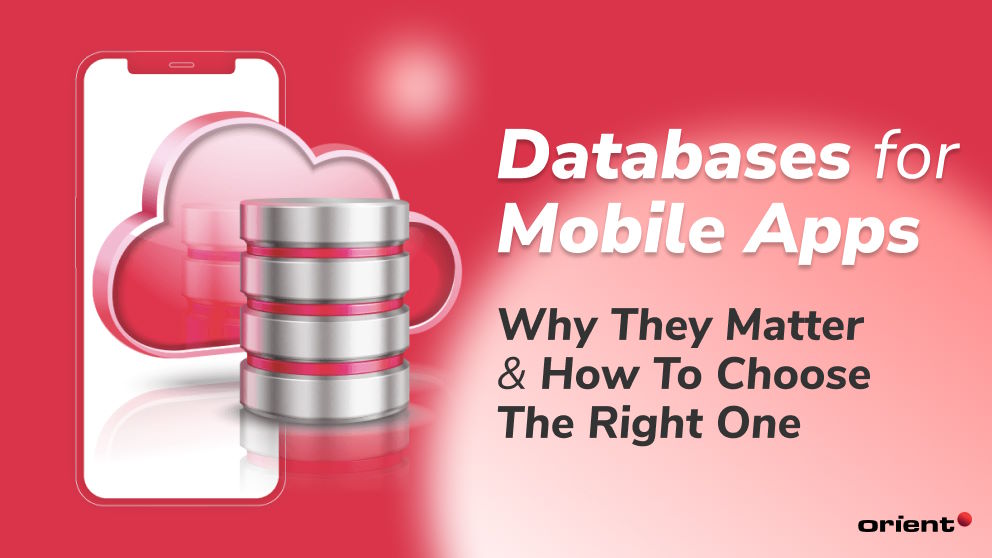 Databases for
Mobile Apps
Why They Matter
& How To Choose
The Right One
orient